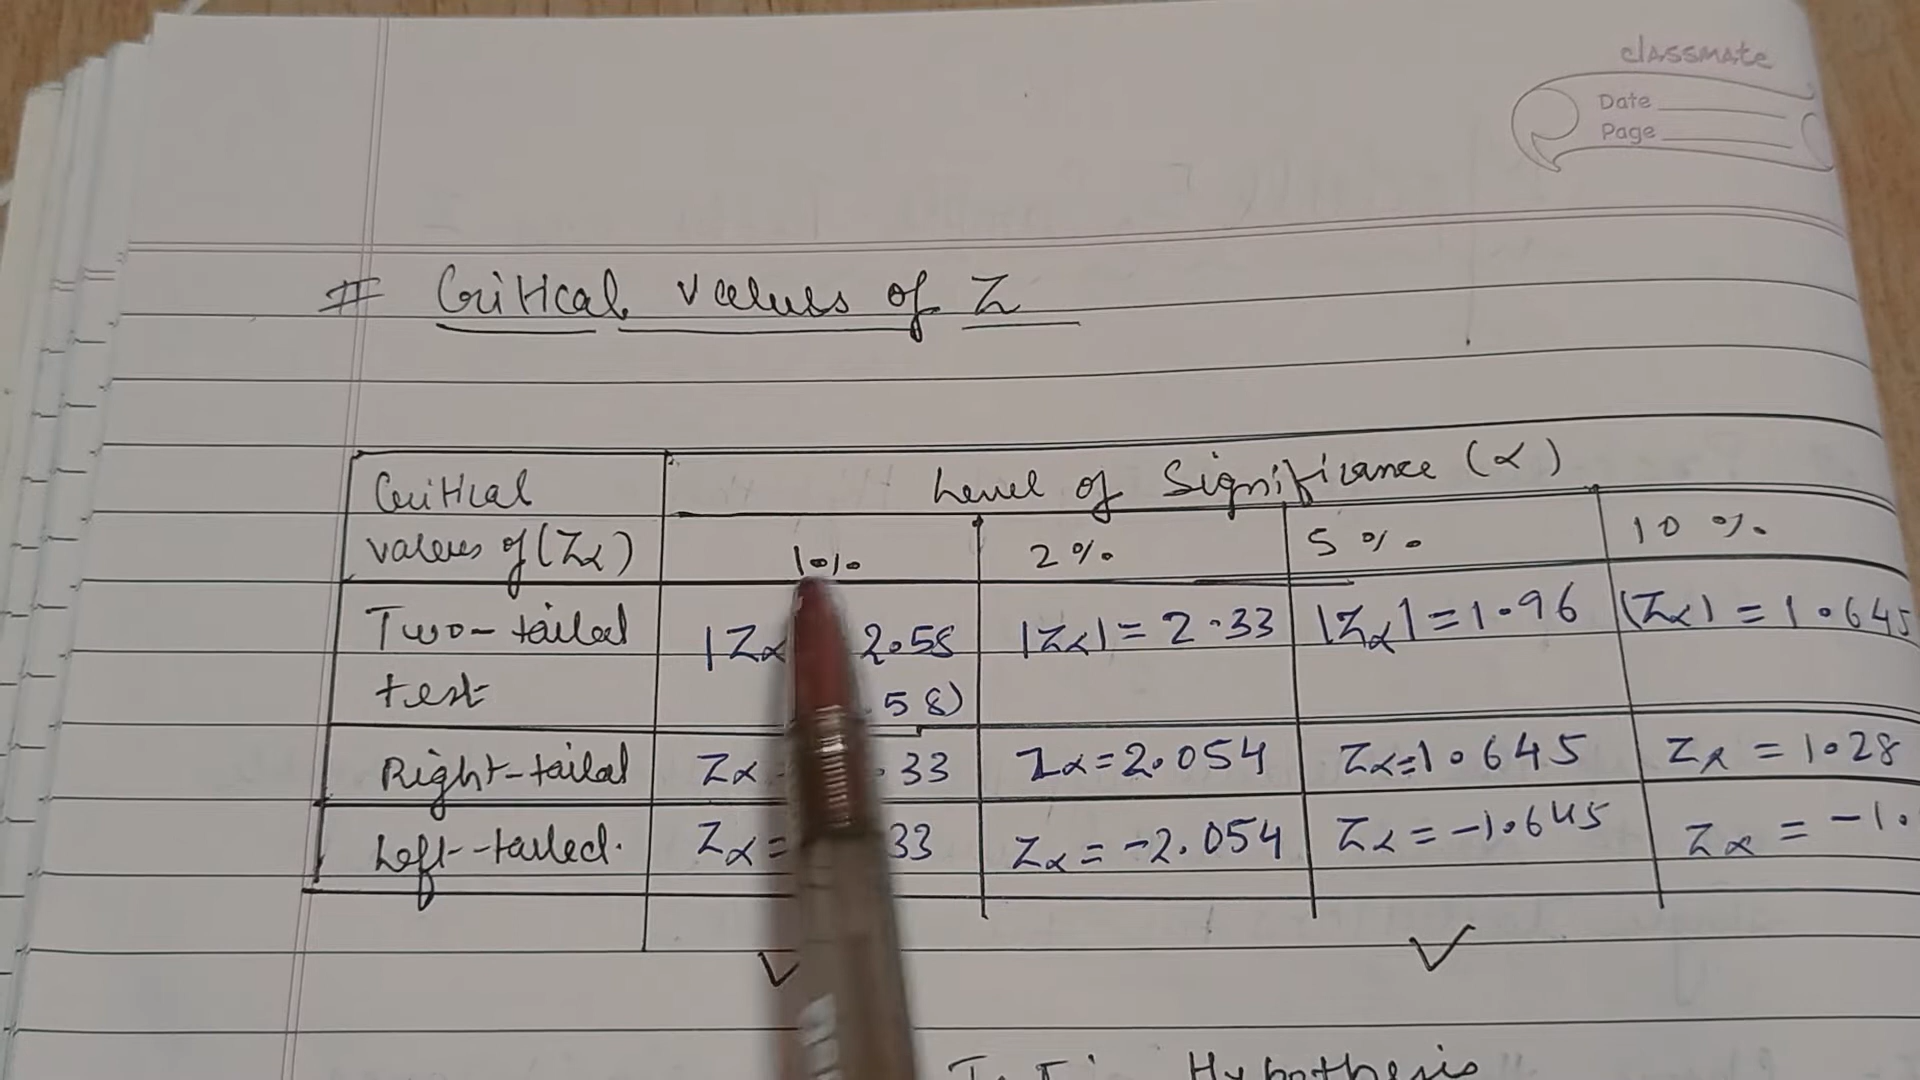 classmate
Date
Page
# Critical values of Z
Critical values of (Zα) Level of Significance (α)
1% 2% 5% 10%
Two-tailed test |Zα 2.58 |Zα| = 2.33 |Zα| = 1.96 |Zα| = 1.645
58)
Right-tailed Zα .33 Zα = 2.054 Zα = 1.645 Zα = 1.28
Left-tailed. Zα = 33 Zα = -2.054 Zα = -1.645 Zα = -1.
Hypothesis